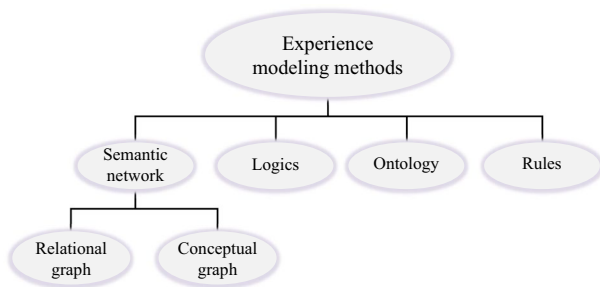 Experience
modeling methods
Semantic
network
Logics
Ontology
Rules
Relational
graph
Conceptual
graph